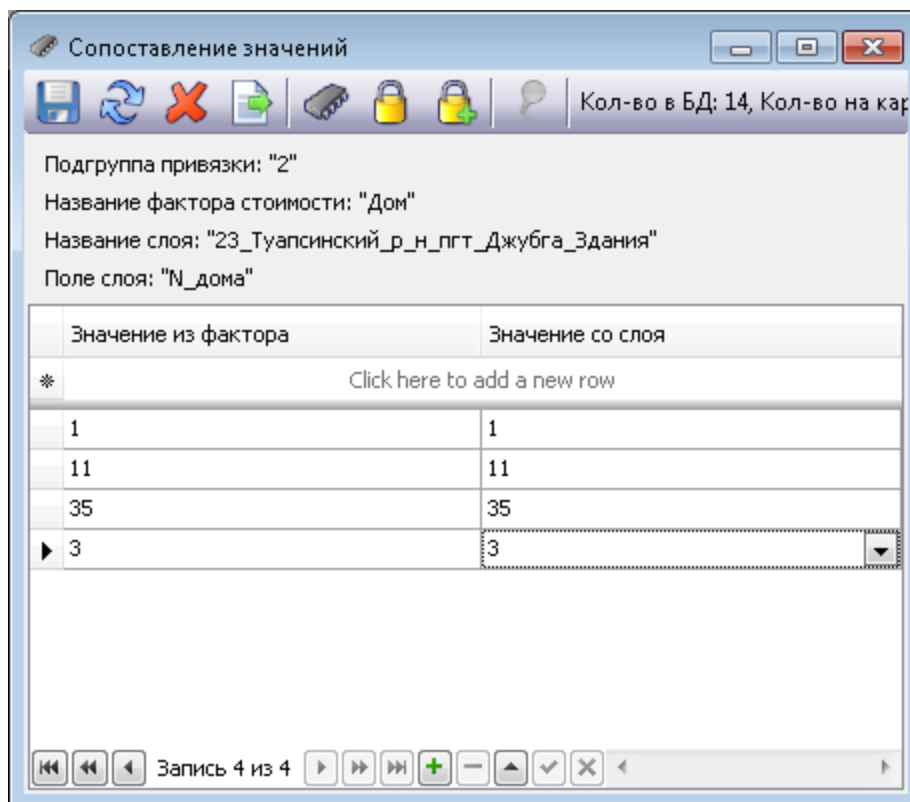 Сопоставление значений
Кол-во в БД: 14, Кол-во на кар
Подгруппа привязки: "2"
Название фактора стоимости: "Дом"
Название слоя: "23_Туапсинский_р_н_пгт_Джубга_Здания"
Поле слоя: "N_дома"
Значение из фактора Значение со слоя
Click here to add a new row
1 1
11 11
35 35
3 3
Запись 4 из 4